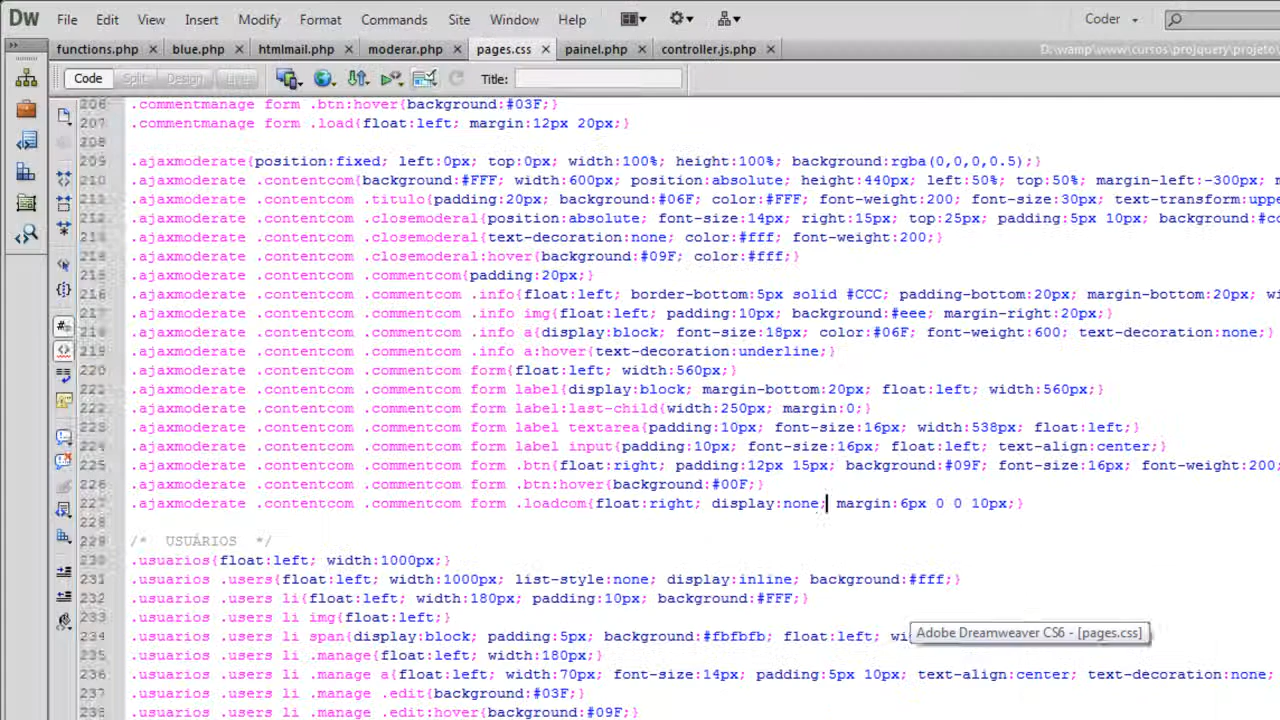 Dw File Edit View Insert Modify Format Commands Site Window Help Coder
functions.php × blue.php × htmlmail.php × moderar.php × pages.css × painel.php × controller.js.php × D:\wamp\www\cursos\projquery\projeto\
Code Split Design Live Title:
206 .commentmanage form .btn:hover{background:#03F;}
207 .commentmanage form .load{float:left; margin:12px 20px;}
208
209 .ajaxmoderate{position:fixed; left:0px; top:0px; width:100%; height:100%; background:rgba(0,0,0,0.5);}
210 .ajaxmoderate .contentcom{background:#FFF; width:600px; position:absolute; height:440px; left:50%; top:50%; margin-left:-300px;
211 .ajaxmoderate .contentcom .titulo{padding:20px; background:#06F; color:#FFF; font-weight:200; font-size:30px; text-transform:uppe
212 .ajaxmoderate .contentcom .closemoderal{position:absolute; font-size:14px; right:15px; top:25px; padding:5px 10px; background:#c
213 .ajaxmoderate .contentcom .closemoderal{text-decoration:none; color:#fff; font-weight:200;}
214 .ajaxmoderate .contentcom .closemoderal:hover{background:#09F; color:#fff;}
215 .ajaxmoderate .contentcom .commentcom{padding:20px;}
216 .ajaxmoderate .contentcom .commentcom .info{float:left; border-bottom:5px solid #CCC; padding-bottom:20px; margin-bottom:20px; wi
217 .ajaxmoderate .contentcom .commentcom .info img{float:left; padding:10px; background:#eee; margin-right:20px;}
218 .ajaxmoderate .contentcom .commentcom .info a{display:block; font-size:18px; color:#06F; font-weight:600; text-decoration:none;}
219 .ajaxmoderate .contentcom .commentcom .info a:hover{text-decoration:underline;}
220 .ajaxmoderate .contentcom .commentcom form{float:left; width:560px;}
221 .ajaxmoderate .contentcom .commentcom form label{display:block; margin-bottom:20px; float:left; width:560px;}
222 .ajaxmoderate .contentcom .commentcom form label:last-child{width:250px; margin:0;}
223 .ajaxmoderate .contentcom .commentcom form label textarea{padding:10px; font-size:16px; width:538px; float:left;}
224 .ajaxmoderate .contentcom .commentcom form label input{padding:10px; font-size:16px; float:left; text-align:center;}
225 .ajaxmoderate .contentcom .commentcom form .btn{float:right; padding:12px 15px; background:#09F; font-size:16px; font-weight:200;
226 .ajaxmoderate .contentcom .commentcom form .btn:hover{background:#00F;}
227 .ajaxmoderate .contentcom .commentcom form .loadcom{float:right; display:none; margin:6px 0 0 10px;}
228
229 /* USUÁRIOS */
230 .usuarios{float:left; width:1000px;}
231 .usuarios .users{float:left; width:1000px; list-style:none; display:inline; background:#fff;}
232 .usuarios .users li{float:left; width:180px; padding:10px; background:#FFF;}
233 .usuarios .users li img{float:left;}
234 .usuarios .users li span{display:block; padding:5px; background:#fbfbfb; float:left; wi
Adobe Dreamweaver CS6 - [pages.css]
235 .usuarios .users li .manage{float:left; width:180px;}
236 .usuarios .users li .manage a{float:left; width:70px; font-size:14px; padding:5px 10px; text-align:center; text-decoration:none;
237 .usuarios .users li .manage .edit{background:#03F;}
238 .usuarios .users li .manage .edit:hover{background:#09F;}